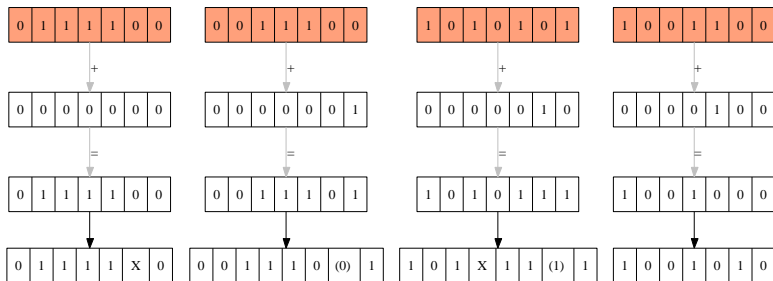 0 1 1 1 1 0 0 0 0 1 1 1 0 0 1 0 1 0 1 0 1 1 0 0 1 1 0 0
+ + + +
0 0 0 0 0 0 0 0 0 0 0 0 0 1 0 0 0 0 0 1 0 0 0 0 0 1 0 0
= = = =
0 1 1 1 1 0 0 0 0 1 1 1 0 1 1 0 1 0 1 1 1 1 0 0 1 0 0 0
0 1 1 1 1 X 0 0 0 1 1 1 0 (0) 1 1 0 1 X 1 1 (1) 1 1 0 0 1 0 1 0